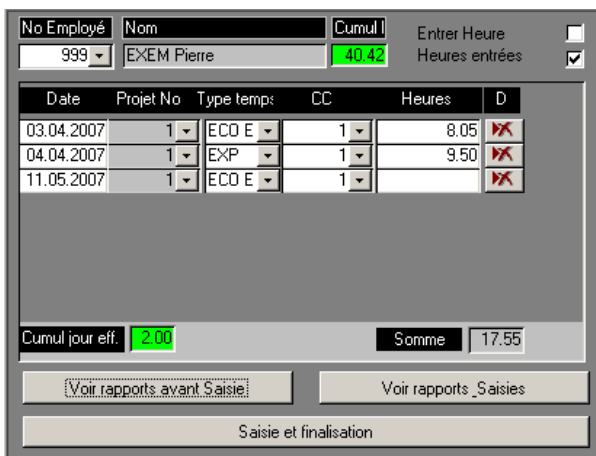 No Employé Nom Cumul I Entrer Heure
999 EXEM Pierre 40.42 Heures entrées
Date Projet No Type temps CC Heures D
03.04.2007 1 ECO E 1 8.05
04.04.2007 1 EXP 1 9.50
11.05.2007 1 ECO E 1
Cumul jour eff. 2.00 Somme 17.55
Voir rapports avant Saisie Voir rapports _Saisies
Saisie et finalisation